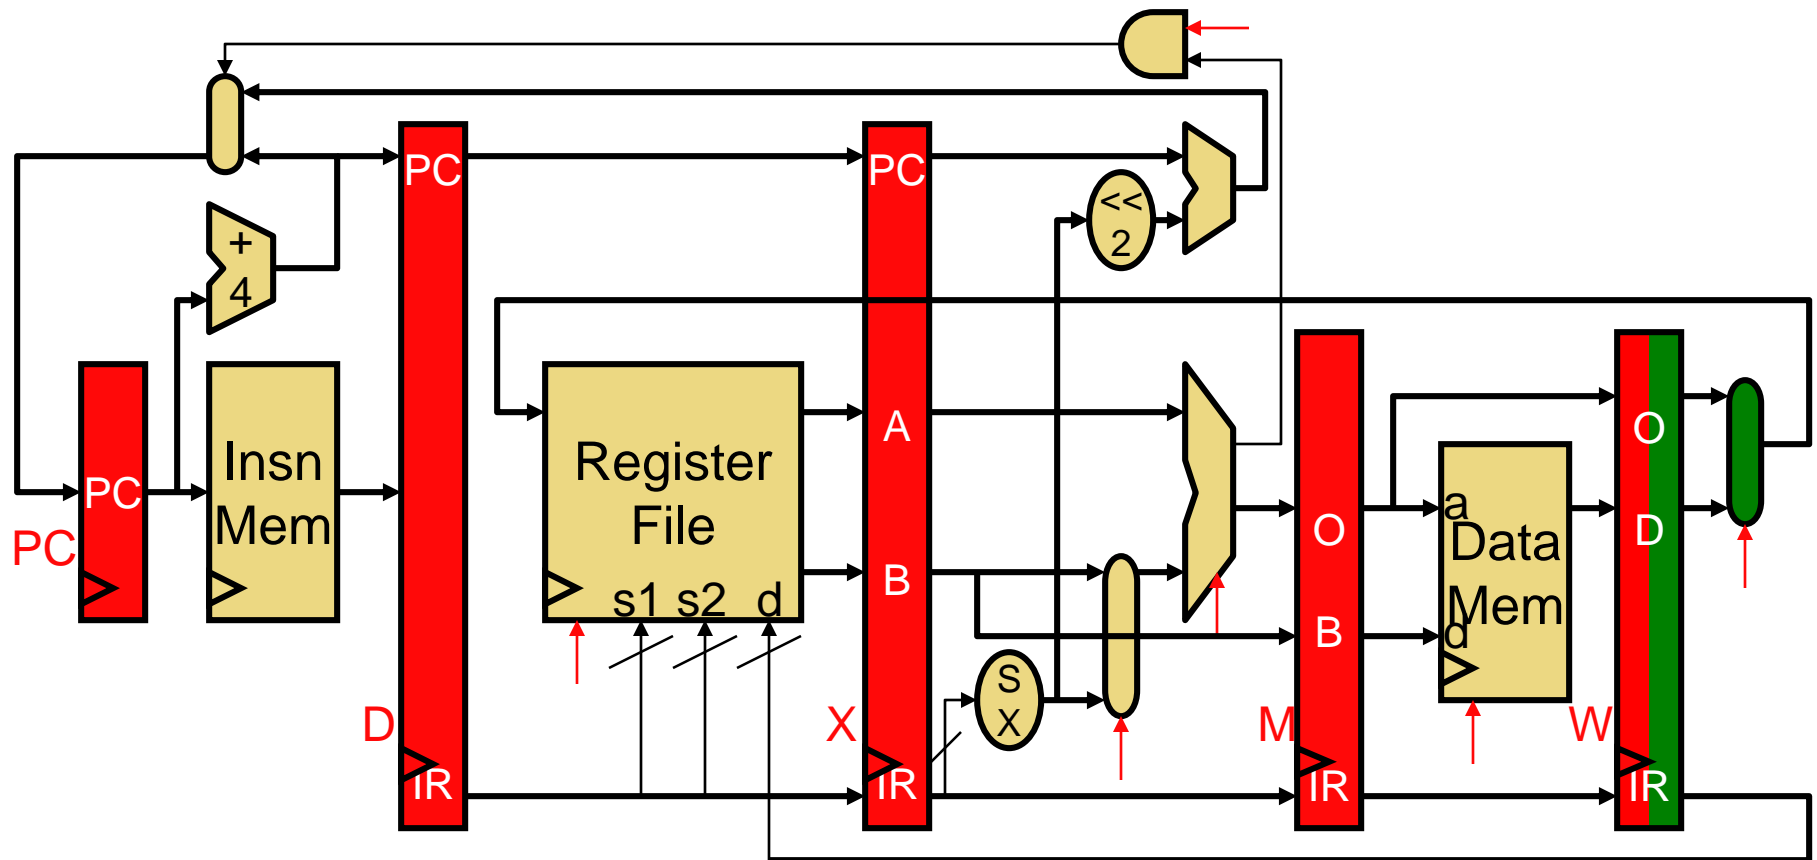 PC
PC
<<
2
+
4
Insn
Mem
Register
File
A
O
a
Data
Mem
d
PC
PC
O
D
B
s1 s2 d
B
S
X
D
X
M
W
IR
IR
IR
IR